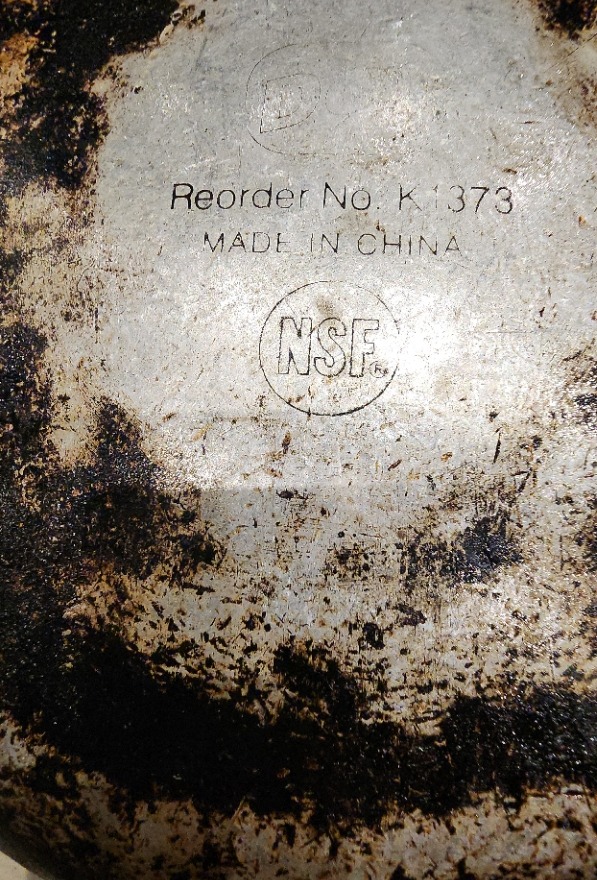 D
Reorder No. K1373
MADE IN CHINA
NSF®